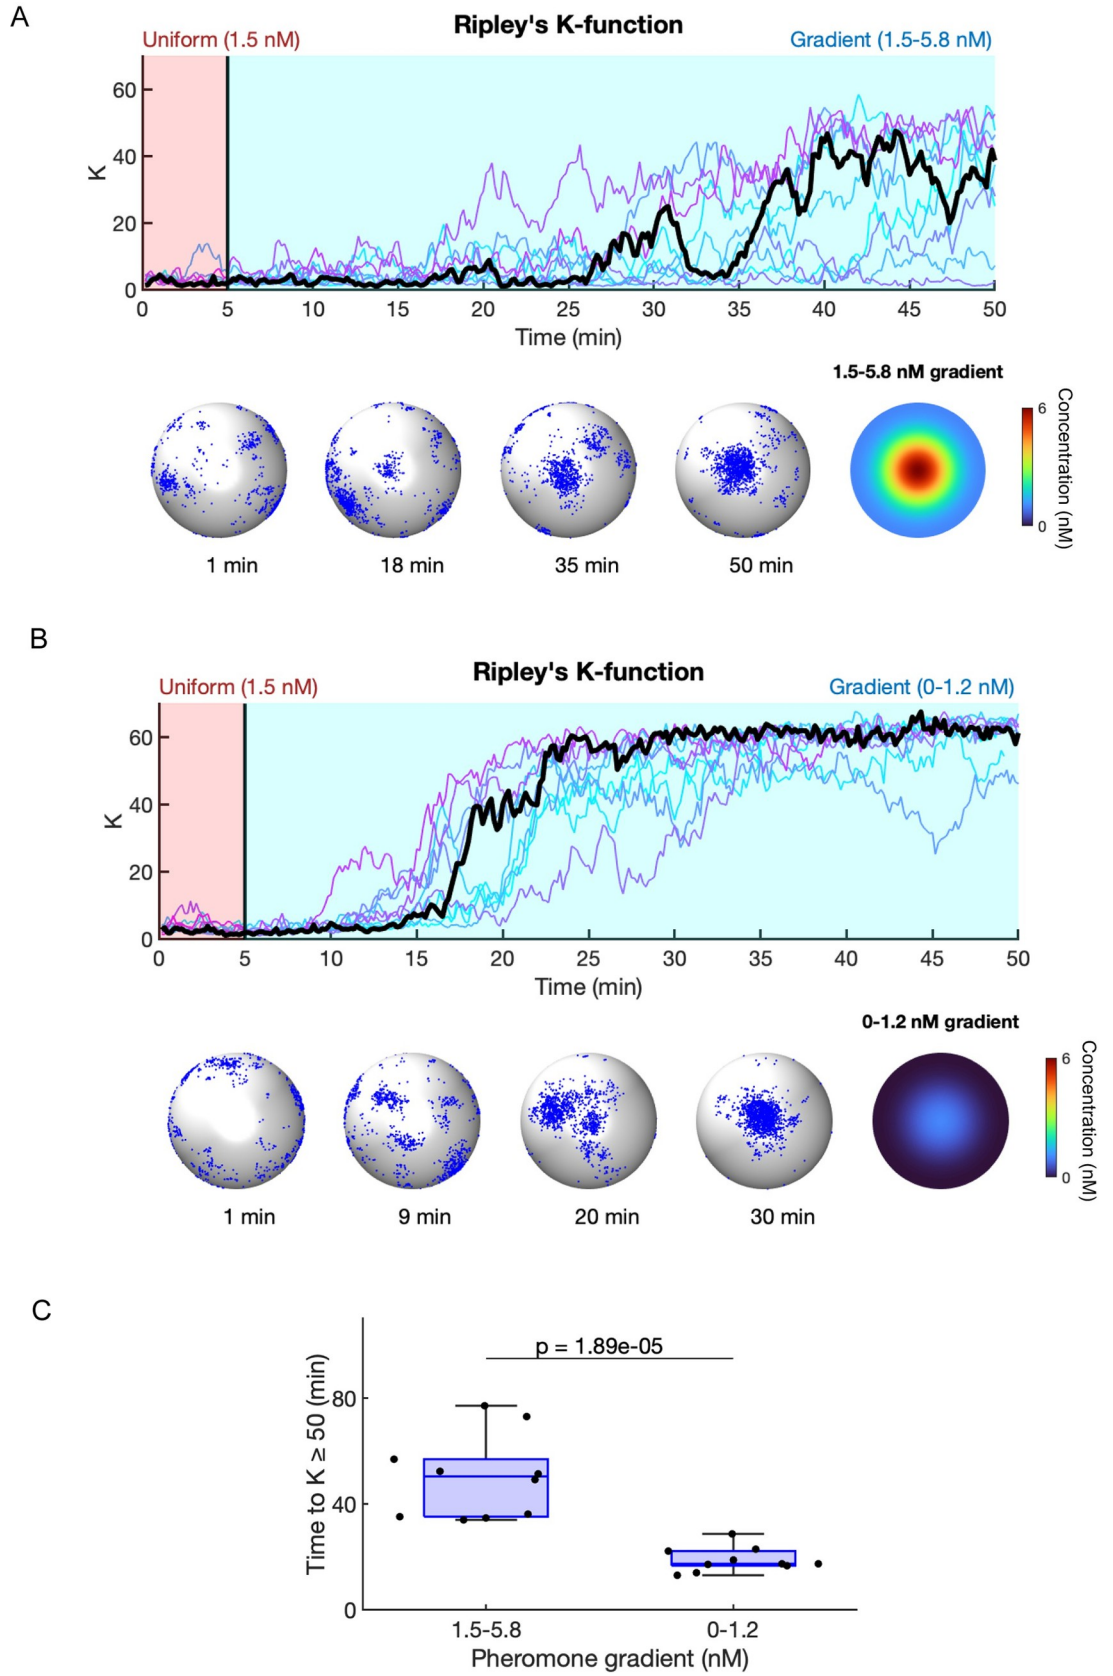 A
Ripley's K-function
Uniform (1.5 nM)
Gradient (1.5-5.8 nM)
60
40
20
0
K
0 5 10 15 20 25 30 35 40 45 50
Time (min)
1.5-5.8 nM gradient
6
0
Concentration (nM)
1 min
18 min
35 min
50 min
B
Ripley's K-function
Uniform (1.5 nM)
Gradient (0-1.2 nM)
60
40
20
0
K
0 5 10 15 20 25 30 35 40 45 50
Time (min)
0-1.2 nM gradient
6
0
Concentration (nM)
1 min
9 min
20 min
30 min
C
p = 1.89e-05
Time to K ≥ 50 (min)
80
40
0
1.5-5.8
0-1.2
Pheromone gradient (nM)